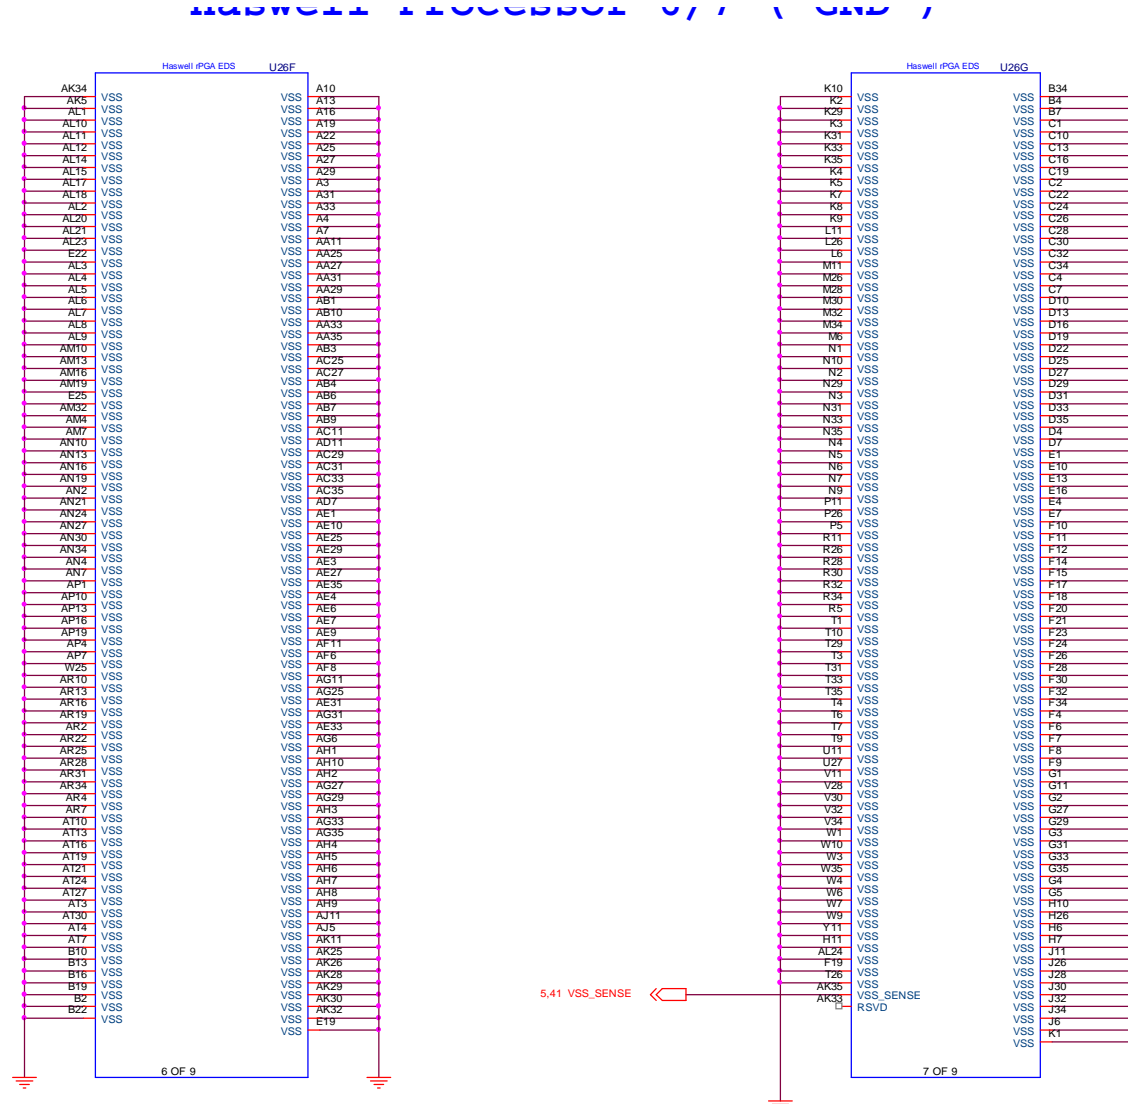 Haswell Processor 6/7 ( GND )
Haswell rPGA EDS U26F
AK34 VSS VSS A10
AK5 VSS VSS A13
AL1 VSS VSS A16
AL10 VSS VSS A19
AL11 VSS VSS A22
AL12 VSS VSS A25
AL14 VSS VSS A27
AL15 VSS VSS A29
AL17 VSS VSS A3
AL18 VSS VSS A31
AL2 VSS VSS A33
AL20 VSS VSS A4
AL21 VSS VSS A7
AL23 VSS VSS AA11
E22 VSS VSS AA25
AL3 VSS VSS AA27
AL4 VSS VSS AA31
AL5 VSS VSS AA29
AL6 VSS VSS AB1
AL7 VSS VSS AB10
AL8 VSS VSS AA33
AL9 VSS VSS AA35
AM10 VSS VSS AB3
AM13 VSS VSS AC25
AM16 VSS VSS AC27
AM19 VSS VSS AB4
E25 VSS VSS AB6
AM32 VSS VSS AB7
AM4 VSS VSS AB9
AM7 VSS VSS AC11
AN10 VSS VSS AD11
AN13 VSS VSS AC29
AN16 VSS VSS AC31
AN19 VSS VSS AC33
AN2 VSS VSS AC35
AN21 VSS VSS AD7
AN24 VSS VSS AE1
AN27 VSS VSS AE10
AN30 VSS VSS AE25
AN34 VSS VSS AE29
AN4 VSS VSS AE3
AN7 VSS VSS AE27
AP1 VSS VSS AE35
AP10 VSS VSS AE4
AP13 VSS VSS AE6
AP16 VSS VSS AE7
AP19 VSS VSS AE9
AP4 VSS VSS AF11
AP7 VSS VSS AF6
W25 VSS VSS AF8
AR10 VSS VSS AG11
AR13 VSS VSS AG25
AR16 VSS VSS AE31
AR19 VSS VSS AG31
AR2 VSS VSS AE33
AR22 VSS VSS AG6
AR25 VSS VSS AH1
AR28 VSS VSS AH10
AR31 VSS VSS AH2
AR34 VSS VSS AG27
AR4 VSS VSS AG29
AR7 VSS VSS AH3
AT10 VSS VSS AG33
AT13 VSS VSS AG35
AT16 VSS VSS AH4
AT19 VSS VSS AH5
AT21 VSS VSS AH6
AT24 VSS VSS AH7
AT27 VSS VSS AH8
AT3 VSS VSS AH9
AT30 VSS VSS AJ11
AT4 VSS VSS AJ5
AT7 VSS VSS AK11
B10 VSS VSS AK25
B13 VSS VSS AK26
B16 VSS VSS AK28
B19 VSS VSS AK29
B2 VSS VSS AK30
B22 VSS VSS AK32
VSS E19
6 OF 9
Haswell rPGA EDS U26G
K10 VSS VSS B34
K2 VSS VSS B4
K29 VSS VSS B7
K3 VSS VSS C1
K31 VSS VSS C10
K33 VSS VSS C13
K35 VSS VSS C16
K4 VSS VSS C19
K5 VSS VSS C2
K7 VSS VSS C22
K8 VSS VSS C24
K9 VSS VSS C26
L11 VSS VSS C28
L26 VSS VSS C30
L6 VSS VSS C32
M11 VSS VSS C34
M26 VSS VSS C4
M28 VSS VSS C7
M30 VSS VSS D10
M32 VSS VSS D13
M34 VSS VSS D16
M6 VSS VSS D19
N1 VSS VSS D22
N10 VSS VSS D25
N2 VSS VSS D27
N29 VSS VSS D29
N3 VSS VSS D31
N31 VSS VSS D33
N33 VSS VSS D35
N35 VSS VSS D4
N4 VSS VSS D7
N5 VSS VSS E1
N6 VSS VSS E10
N7 VSS VSS E13
N9 VSS VSS E16
P11 VSS VSS E4
P26 VSS VSS E7
P5 VSS VSS F10
R11 VSS VSS F11
R26 VSS VSS F12
R28 VSS VSS F14
R30 VSS VSS F15
R32 VSS VSS F17
R34 VSS VSS F18
R5 VSS VSS F20
T1 VSS VSS F21
T10 VSS VSS F23
T29 VSS VSS F24
T3 VSS VSS F26
T31 VSS VSS F28
T33 VSS VSS F30
T35 VSS VSS F32
T4 VSS VSS F34
T6 VSS VSS F4
T7 VSS VSS F6
T9 VSS VSS F7
U11 VSS VSS F8
U27 VSS VSS F9
V11 VSS VSS G1
V28 VSS VSS G11
V30 VSS VSS G2
V32 VSS VSS G27
V34 VSS VSS G29
W1 VSS VSS G3
W10 VSS VSS G31
W3 VSS VSS G33
W35 VSS VSS G35
W4 VSS VSS G4
W6 VSS VSS G5
W7 VSS VSS H10
W9 VSS VSS H26
Y11 VSS VSS H6
H11 VSS VSS H7
AL24 VSS VSS J11
F19 VSS VSS J26
T26 VSS VSS J28
5,41 VSS_SENSE AK35 VSS_SENSE VSS J30
AK33 RSVD VSS J32
VSS J34
VSS J6
VSS K1
7 OF 9